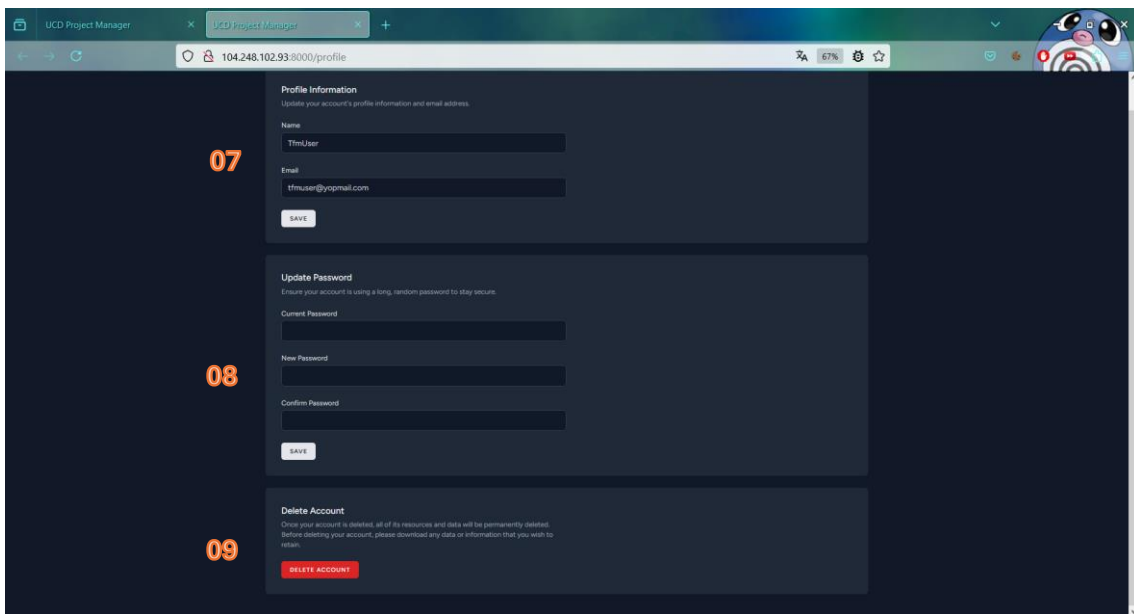 UCD Project Manager
UCD Project Manager
104.248.102.93:8000/profile
67%
Profile Information
Update your account's profile information and email address.
Name
TfmUser
07
Email
tfmuser@yopmail.com
SAVE
Update Password
Ensure your account is using a long, random password to stay secure.
Current Password
New Password
08
Confirm Password
SAVE
Delete Account
Once your account is deleted, all of its resources and data will be permanently deleted.
Before deleting your account, please download any data or information that you wish to
retain.
09
DELETE ACCOUNT